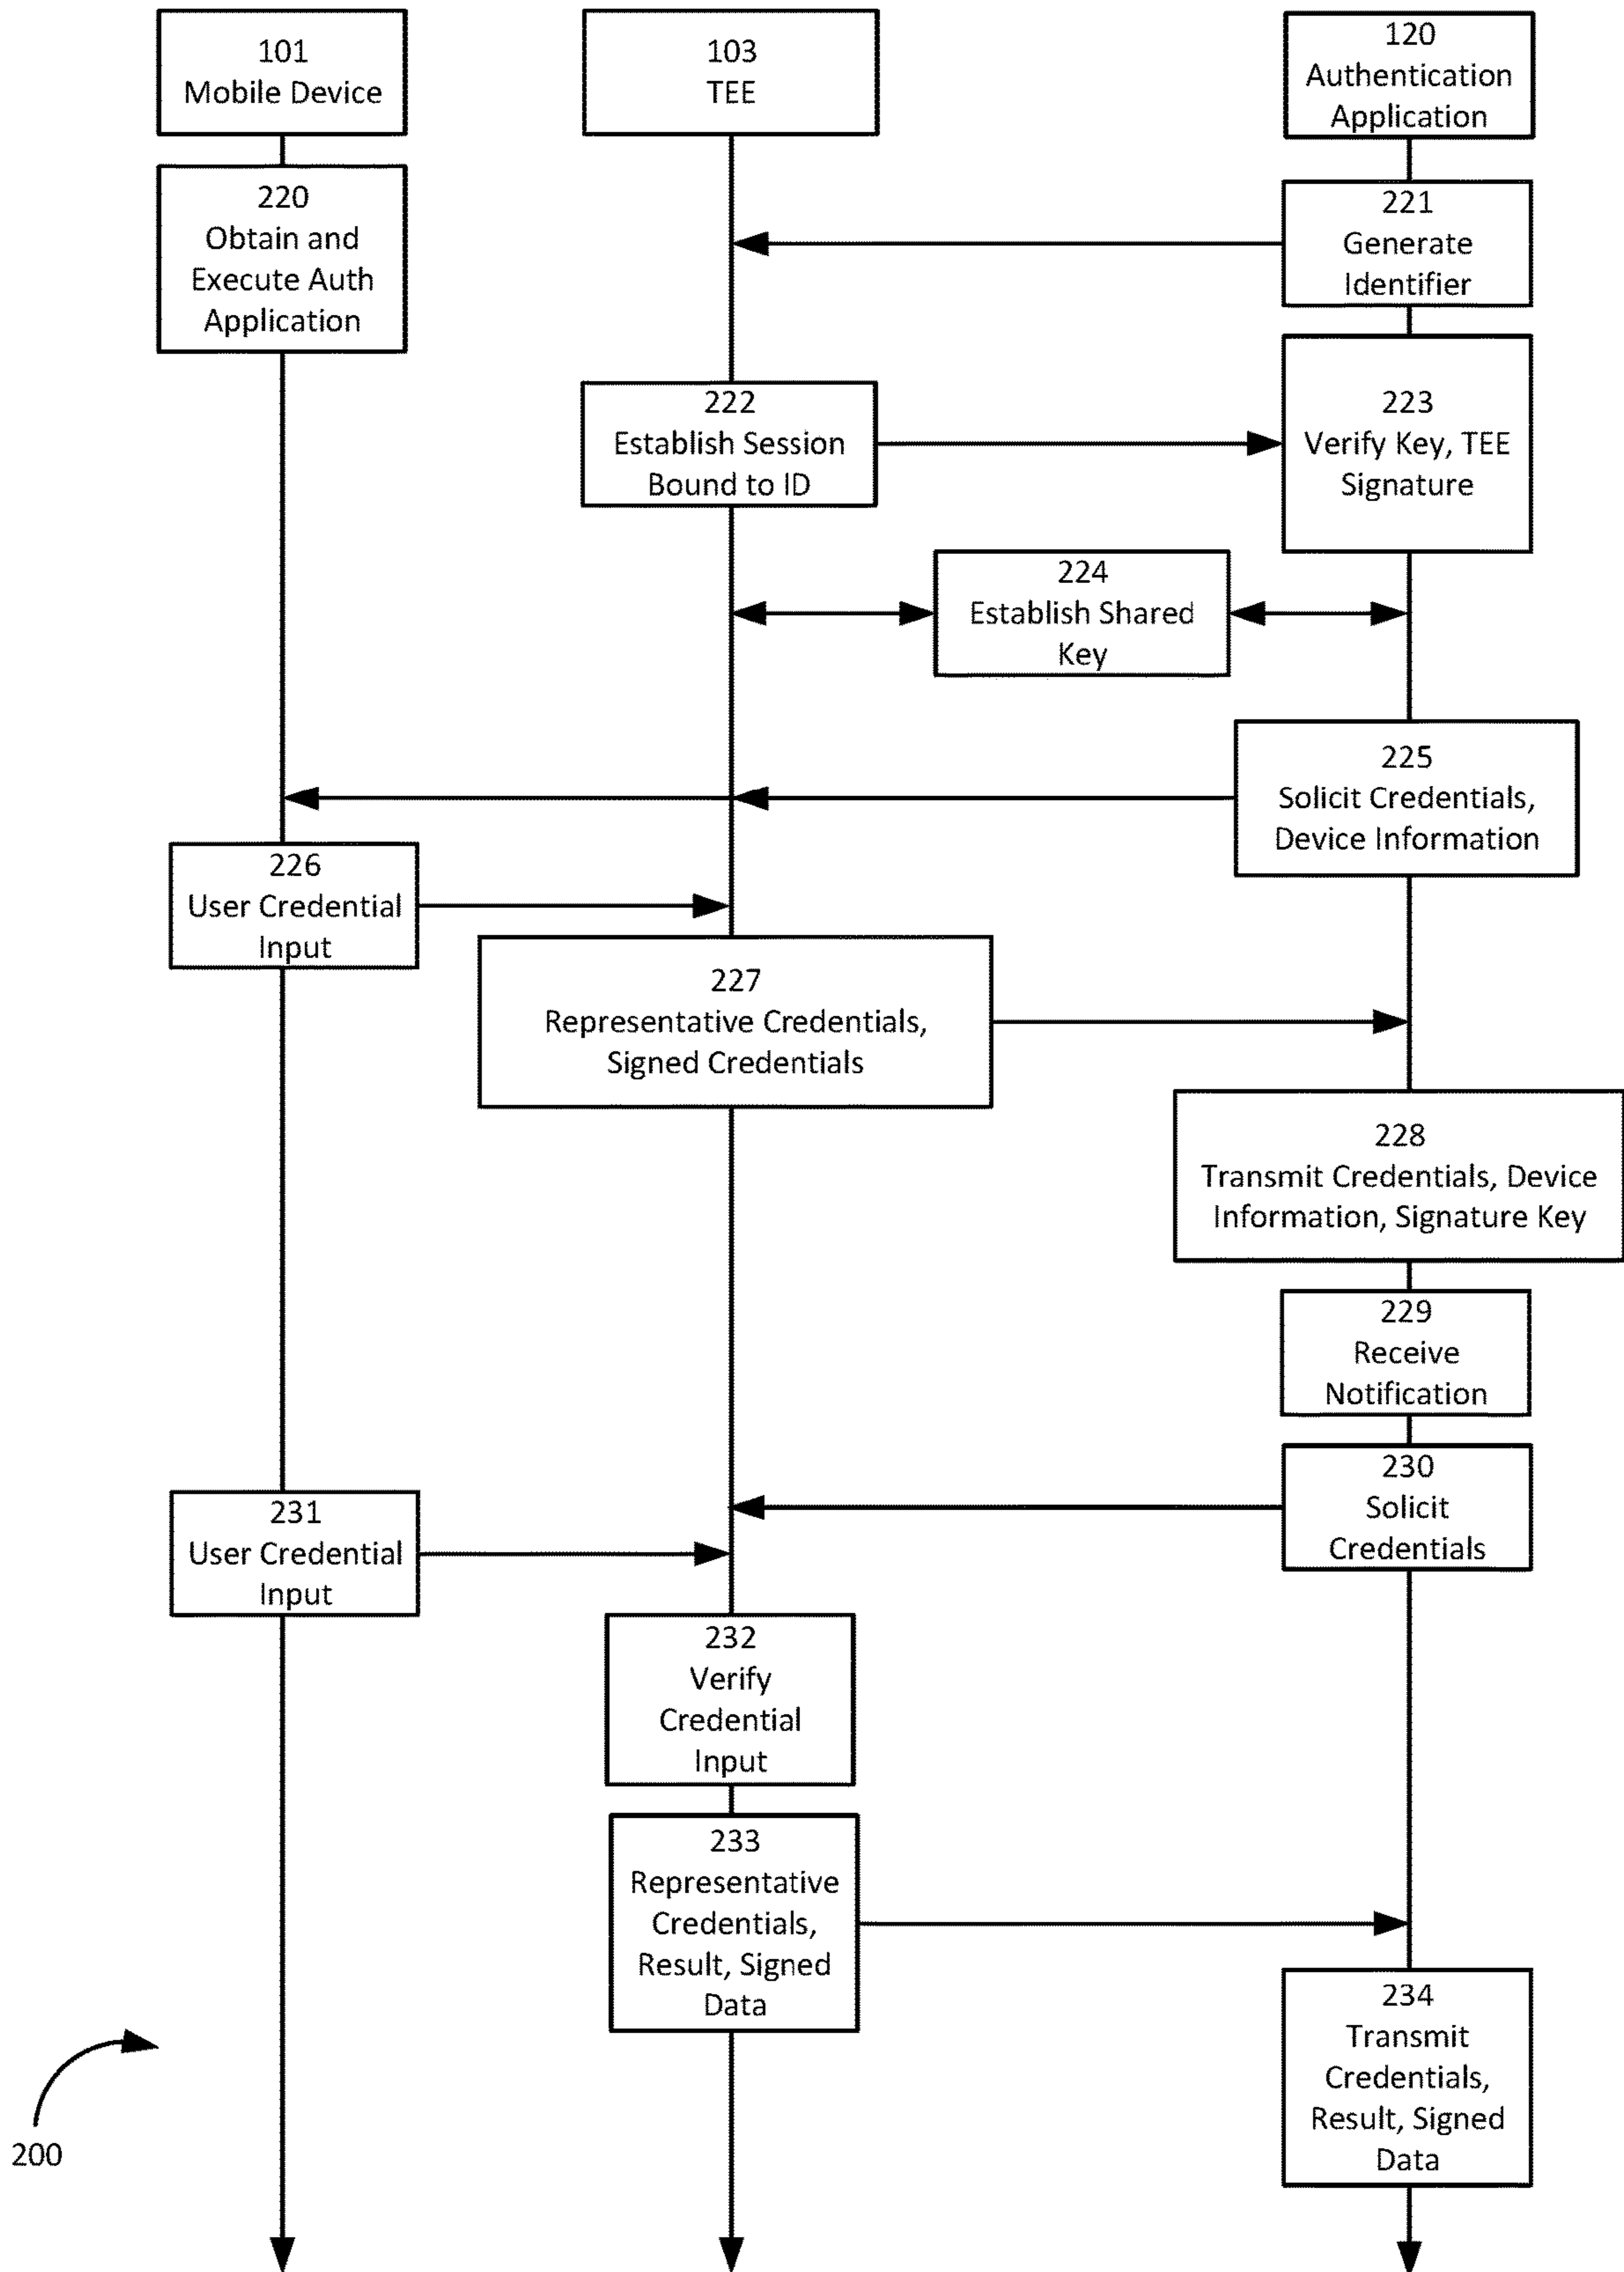 101
Mobile Device
103
TEE
120
Authentication
Application
220
Obtain and
Execute Auth
Application
221
Generate
Identifier
222
Establish Session
Bound to ID
223
Verify Key, TEE
Signature
224
Establish Shared
Key
225
Solicit Credentials,
Device Information
226
User Credential
Input
227
Representative Credentials,
Signed Credentials
228
Transmit Credentials, Device
Information, Signature Key
229
Receive
Notification
230
Solicit
Credentials
231
User Credential
Input
232
Verify
Credential
Input
233
Representative
Credentials,
Result, Signed
Data
234
Transmit
Credentials,
Result, Signed
Data
200